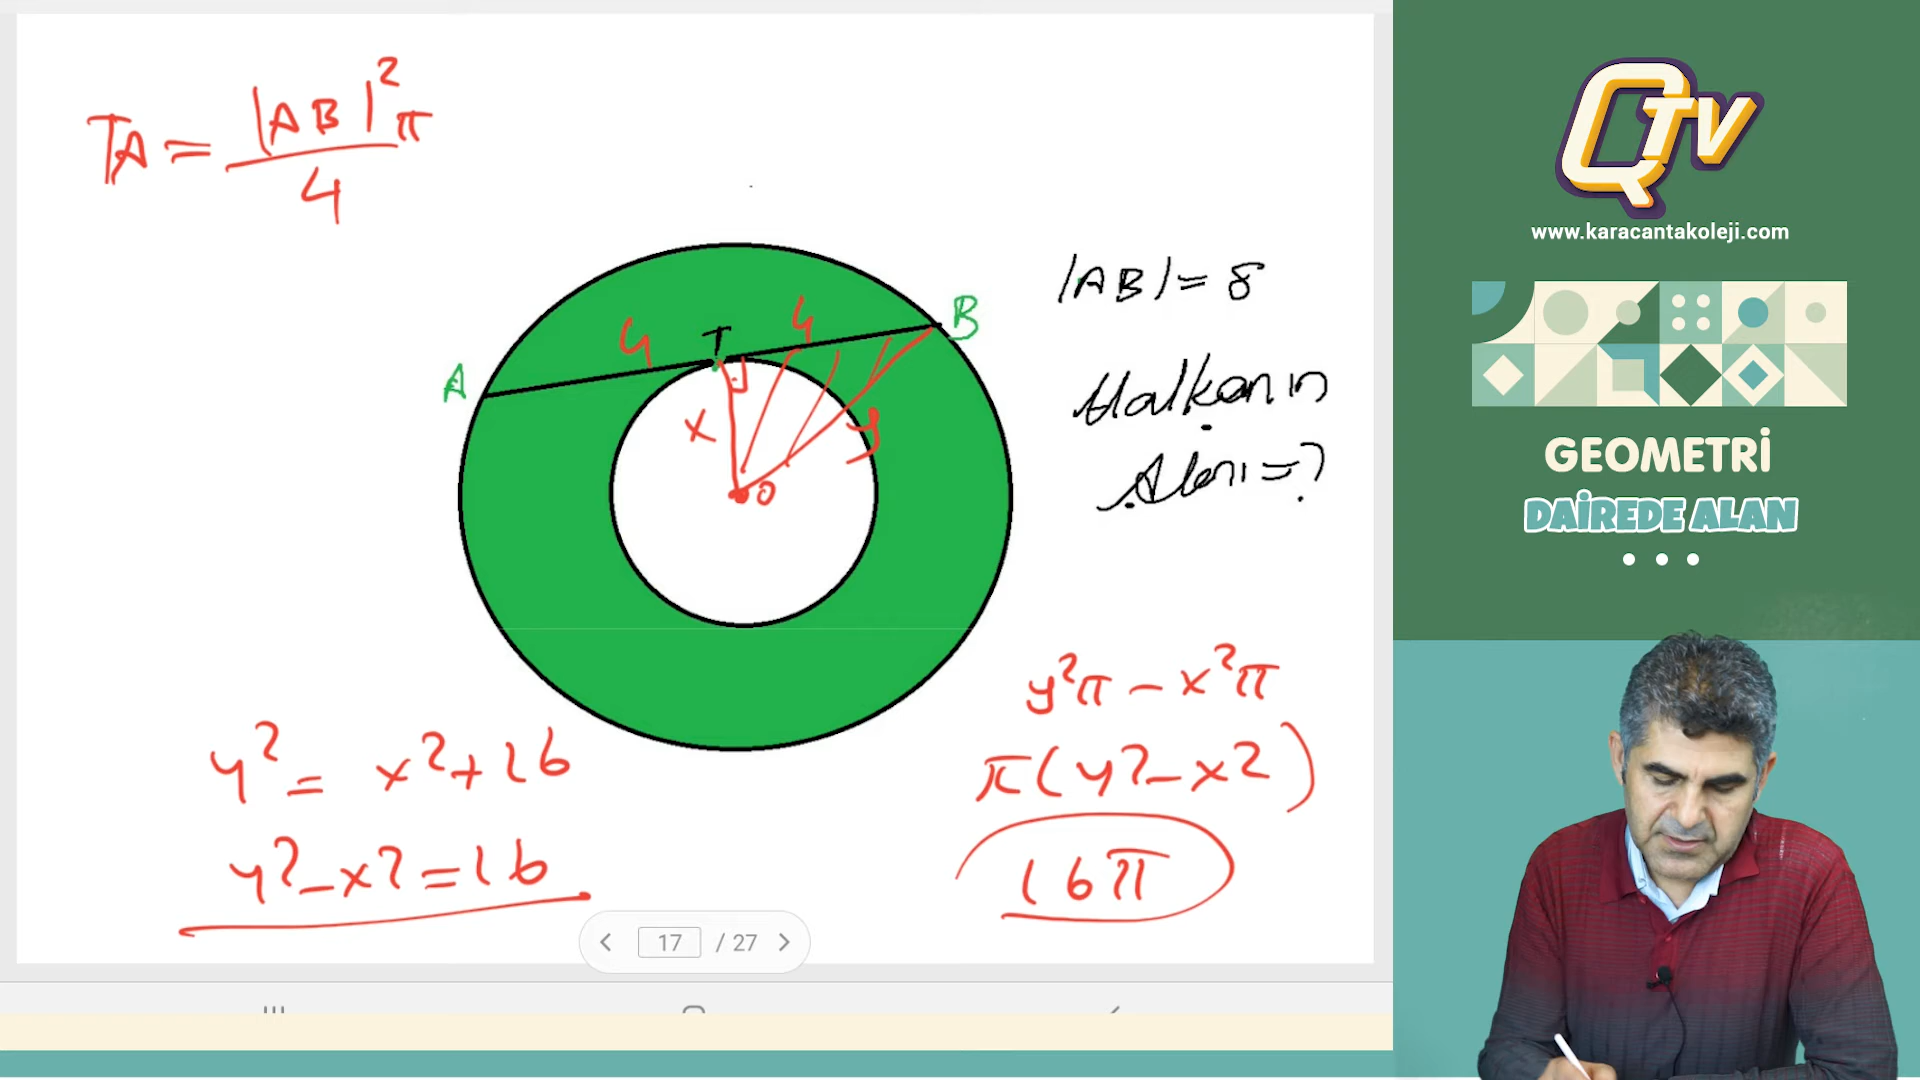 TA = |AB|²π / 4
|AB| = 8
Halkanın
Alanı = ?
A
4
T
4
B
x
y
O
y² = x² + 16
y² - x² = 16
y²π - x²π
π(y² - x²)
16π
17 / 27
QTV
www.karacantakoleji.com
GEOMETRİ
DAİREDE ALAN